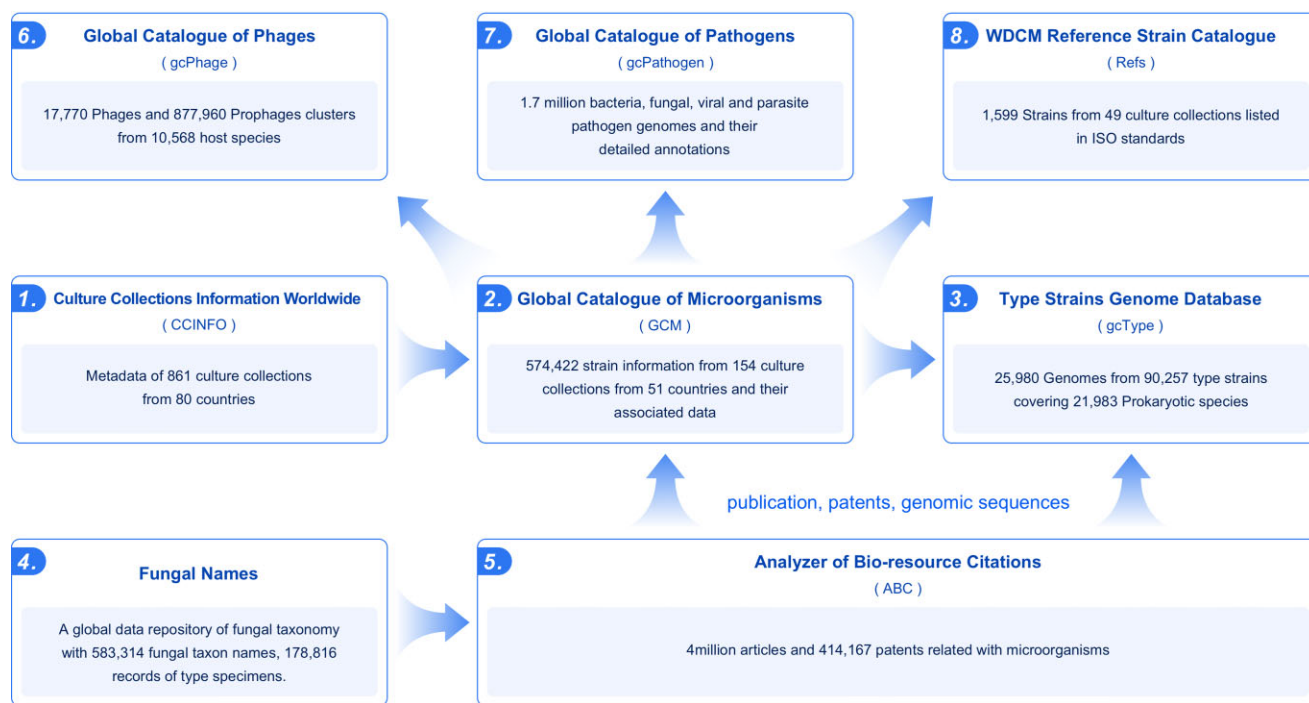 6.
Global Catalogue of Phages
( gcPhage )
17,770 Phages and 877,960 Prophages clusters
from 10,568 host species
7.
Global Catalogue of Pathogens
( gcPathogen )
1.7 million bacteria, fungal, viral and parasite
pathogen genomes and their
detailed annotations
8.
WDCM Reference Strain Catalogue
( Refs )
1,599 Strains from 49 culture collections listed
in ISO standards
1.
Culture Collections Information Worldwide
( CCINFO )
Metadata of 861 culture collections
from 80 countries
2.
Global Catalogue of Microorganisms
( GCM )
574,422 strain information from 154 culture
collections from 51 countries and their
associated data
3.
Type Strains Genome Database
( gcType )
25,980 Genomes from 90,257 type strains
covering 21,983 Prokaryotic species
publication, patents, genomic sequences
4.
Fungal Names
A global data repository of fungal taxonomy
with 583,314 fungal taxon names, 178,816
records of type specimens.
5.
Analyzer of Bio-resource Citations
( ABC )
4million articles and 414,167 patents related with microorganisms